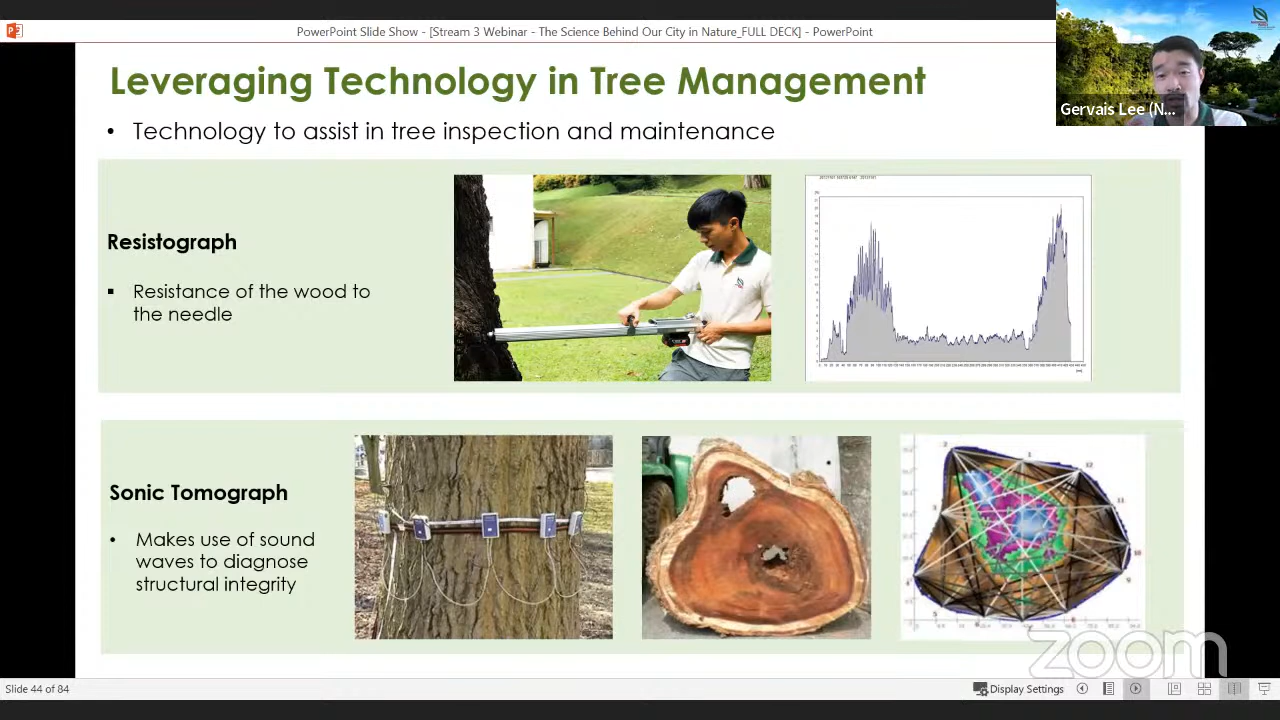 PowerPoint Slide Show - [Stream 3 Webinar - The Science Behind Our City in Nature_FULL DECK] - PowerPoint
Gervais Lee (N...
Leveraging Technology in Tree Management
• Technology to assist in tree inspection and maintenance
Resistograph
▪ Resistance of the wood to
the needle
Sonic Tomograph
• Makes use of sound
waves to diagnose
structural integrity
zoom
Slide 44 of 84
Display Settings